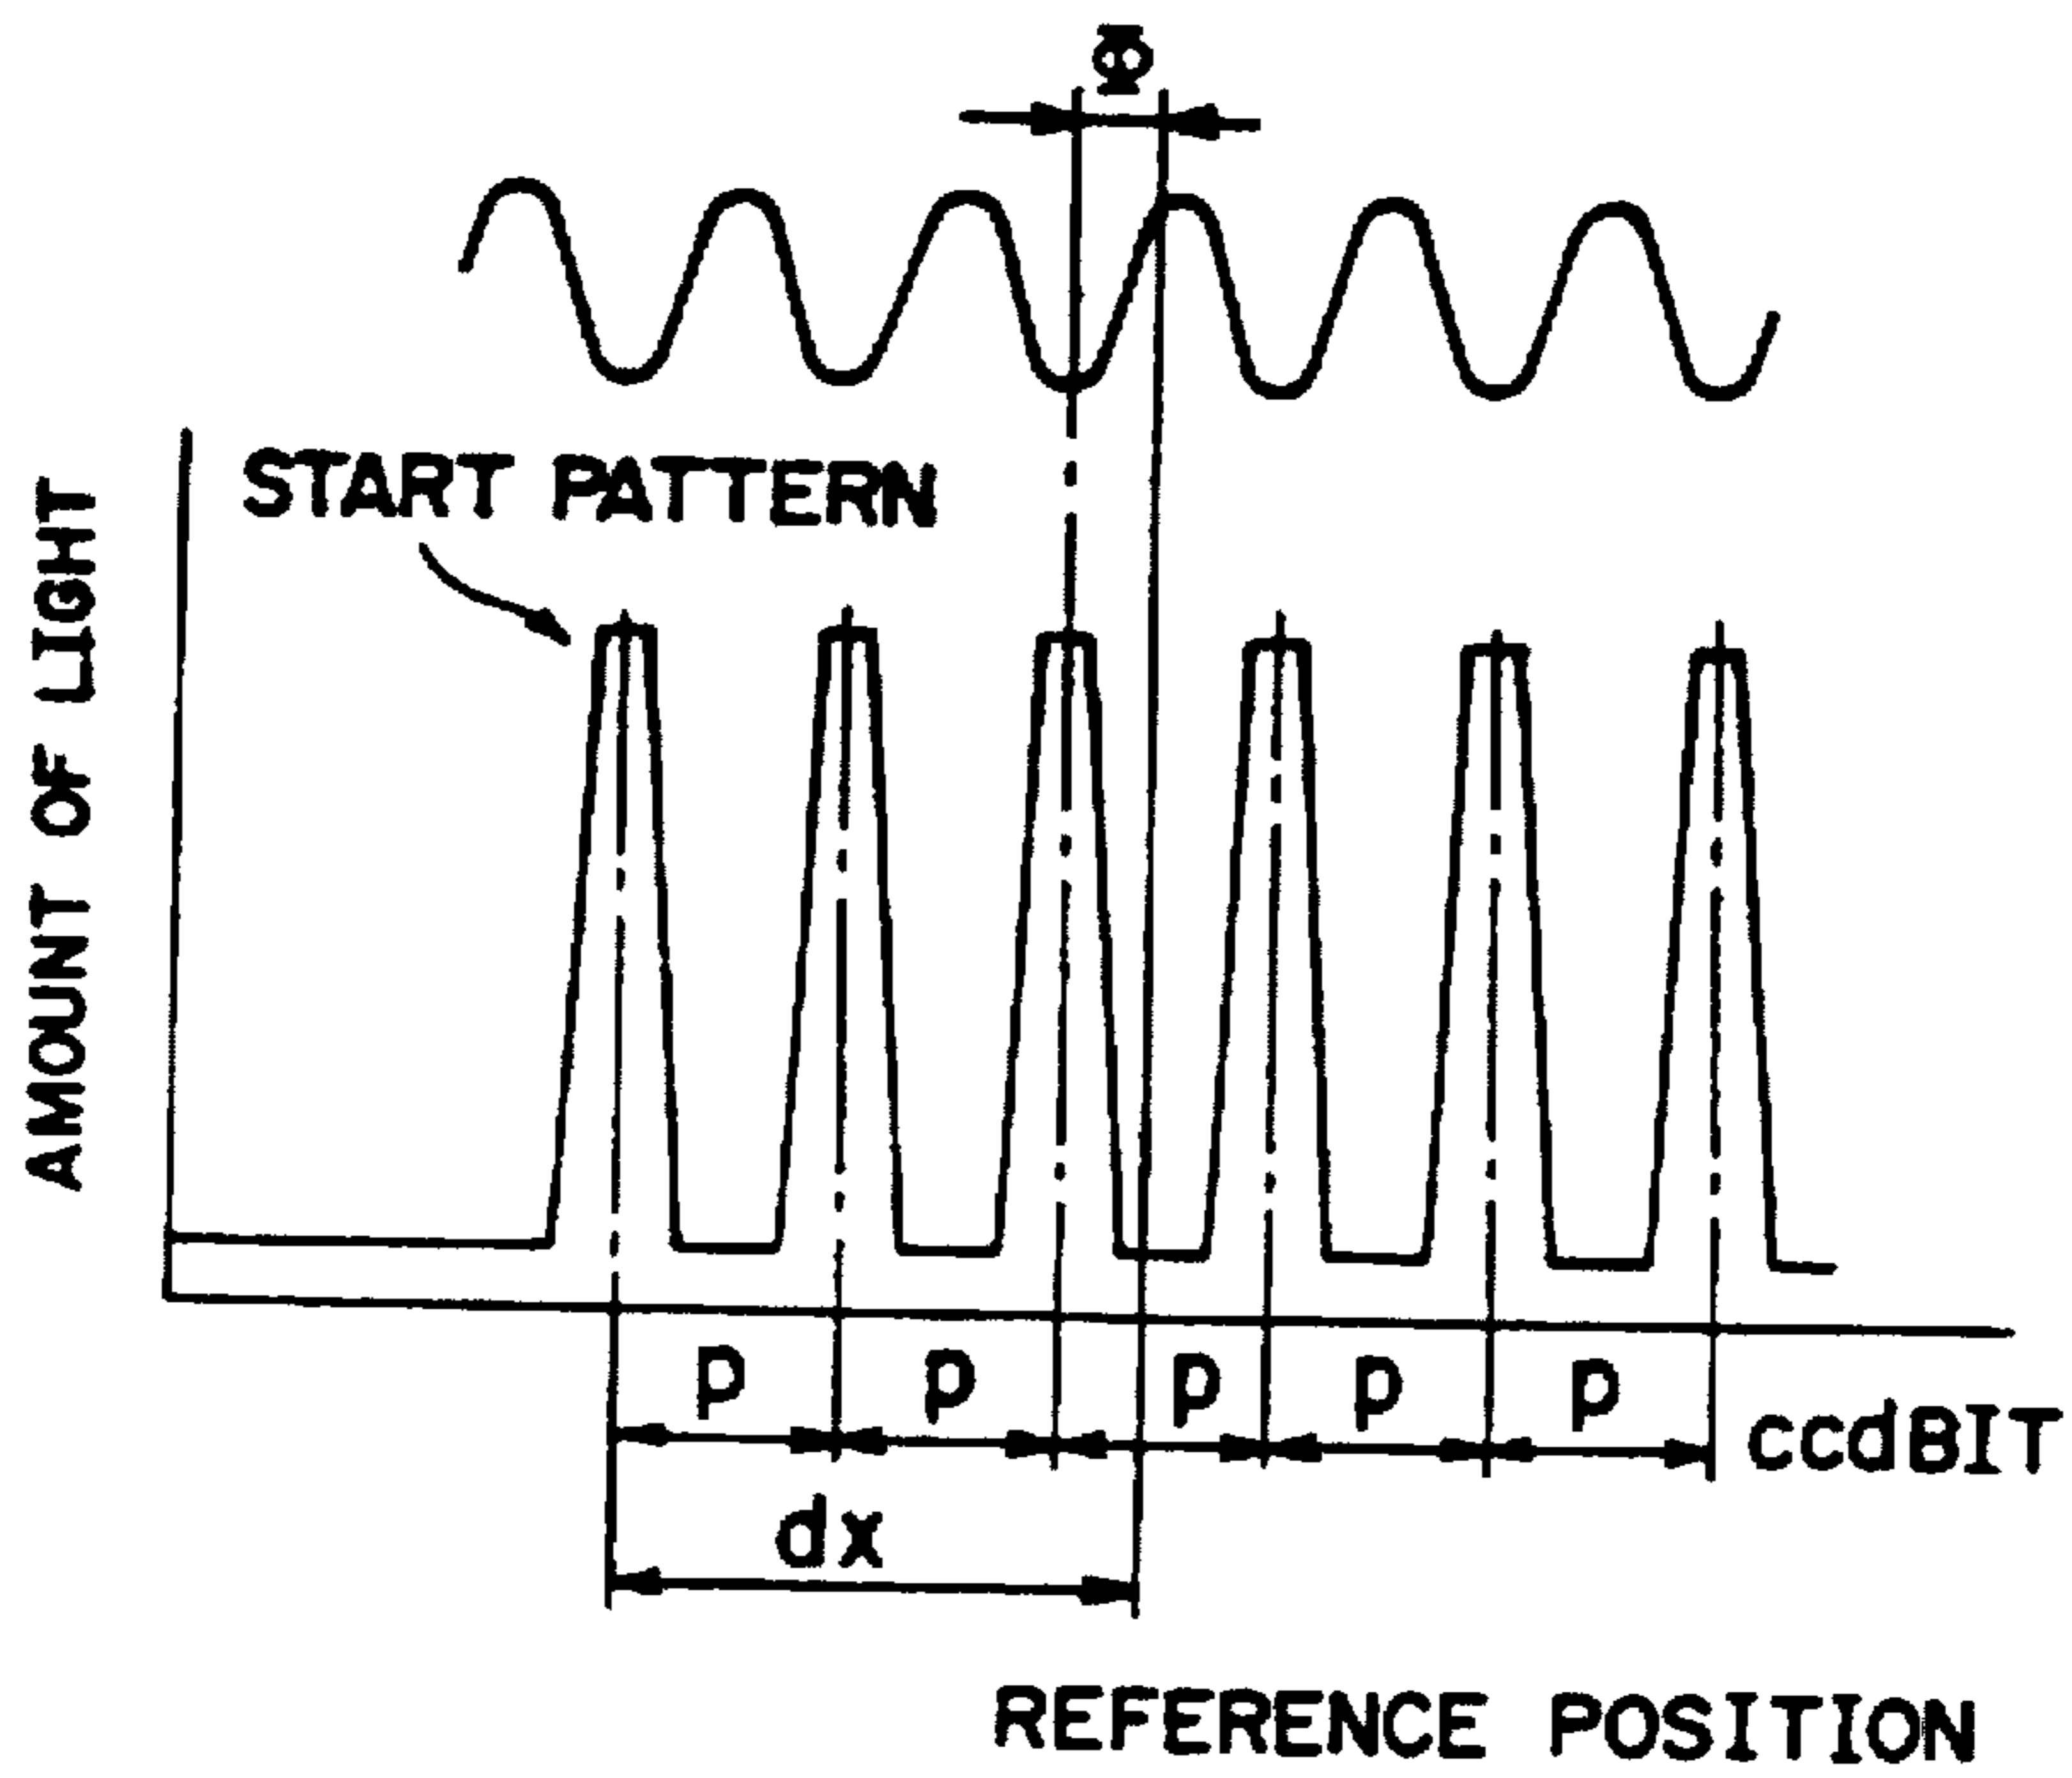 Φ
START PATTERN
AMOUNT OF LIGHT
p p p p p
ccdBIT
dx
REFERENCE POSITION